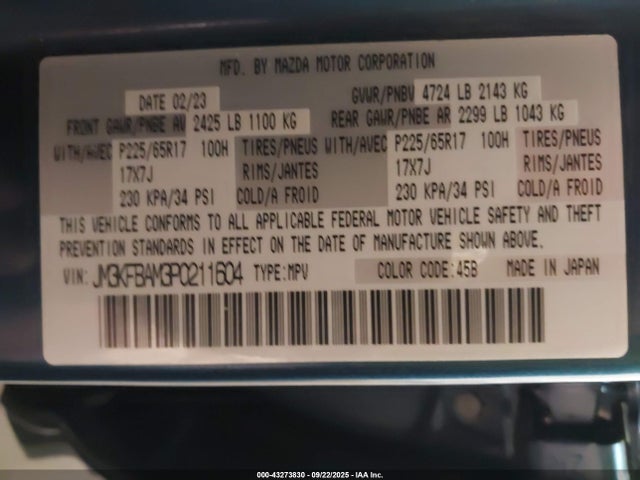 MFD. BY MAZDA MOTOR CORPORATION
DATE 02/23 GVWR/PNBV 4724 LB 2143 KG
FRONT GAWR/PNBE AV 2425 LB 1100 KG REAR GAWR/PNBE AR 2299 LB 1043 KG
WITH/AVEC P225/65R17 100H TIRES/PNEUS WITH/AVEC P225/65R17 100H TIRES/PNEUS
17X7J RIMS/JANTES 17X7J RIMS/JANTES
230 KPA/34 PSI COLD/A FROID 230 KPA/34 PSI COLD/A FROID
THIS VEHICLE CONFORMS TO ALL APPLICABLE FEDERAL MOTOR VEHICLE SAFETY AND THEFT
PREVENTION STANDARDS IN EFFECT ON THE DATE OF MANUFACTURE SHOWN ABOVE.
VIN: JM3KFBAM3P0211604 TYPE:MPV COLOR CODE:45B MADE IN JAPAN
000-43273830 - 09/22/2025 - IAA Inc.